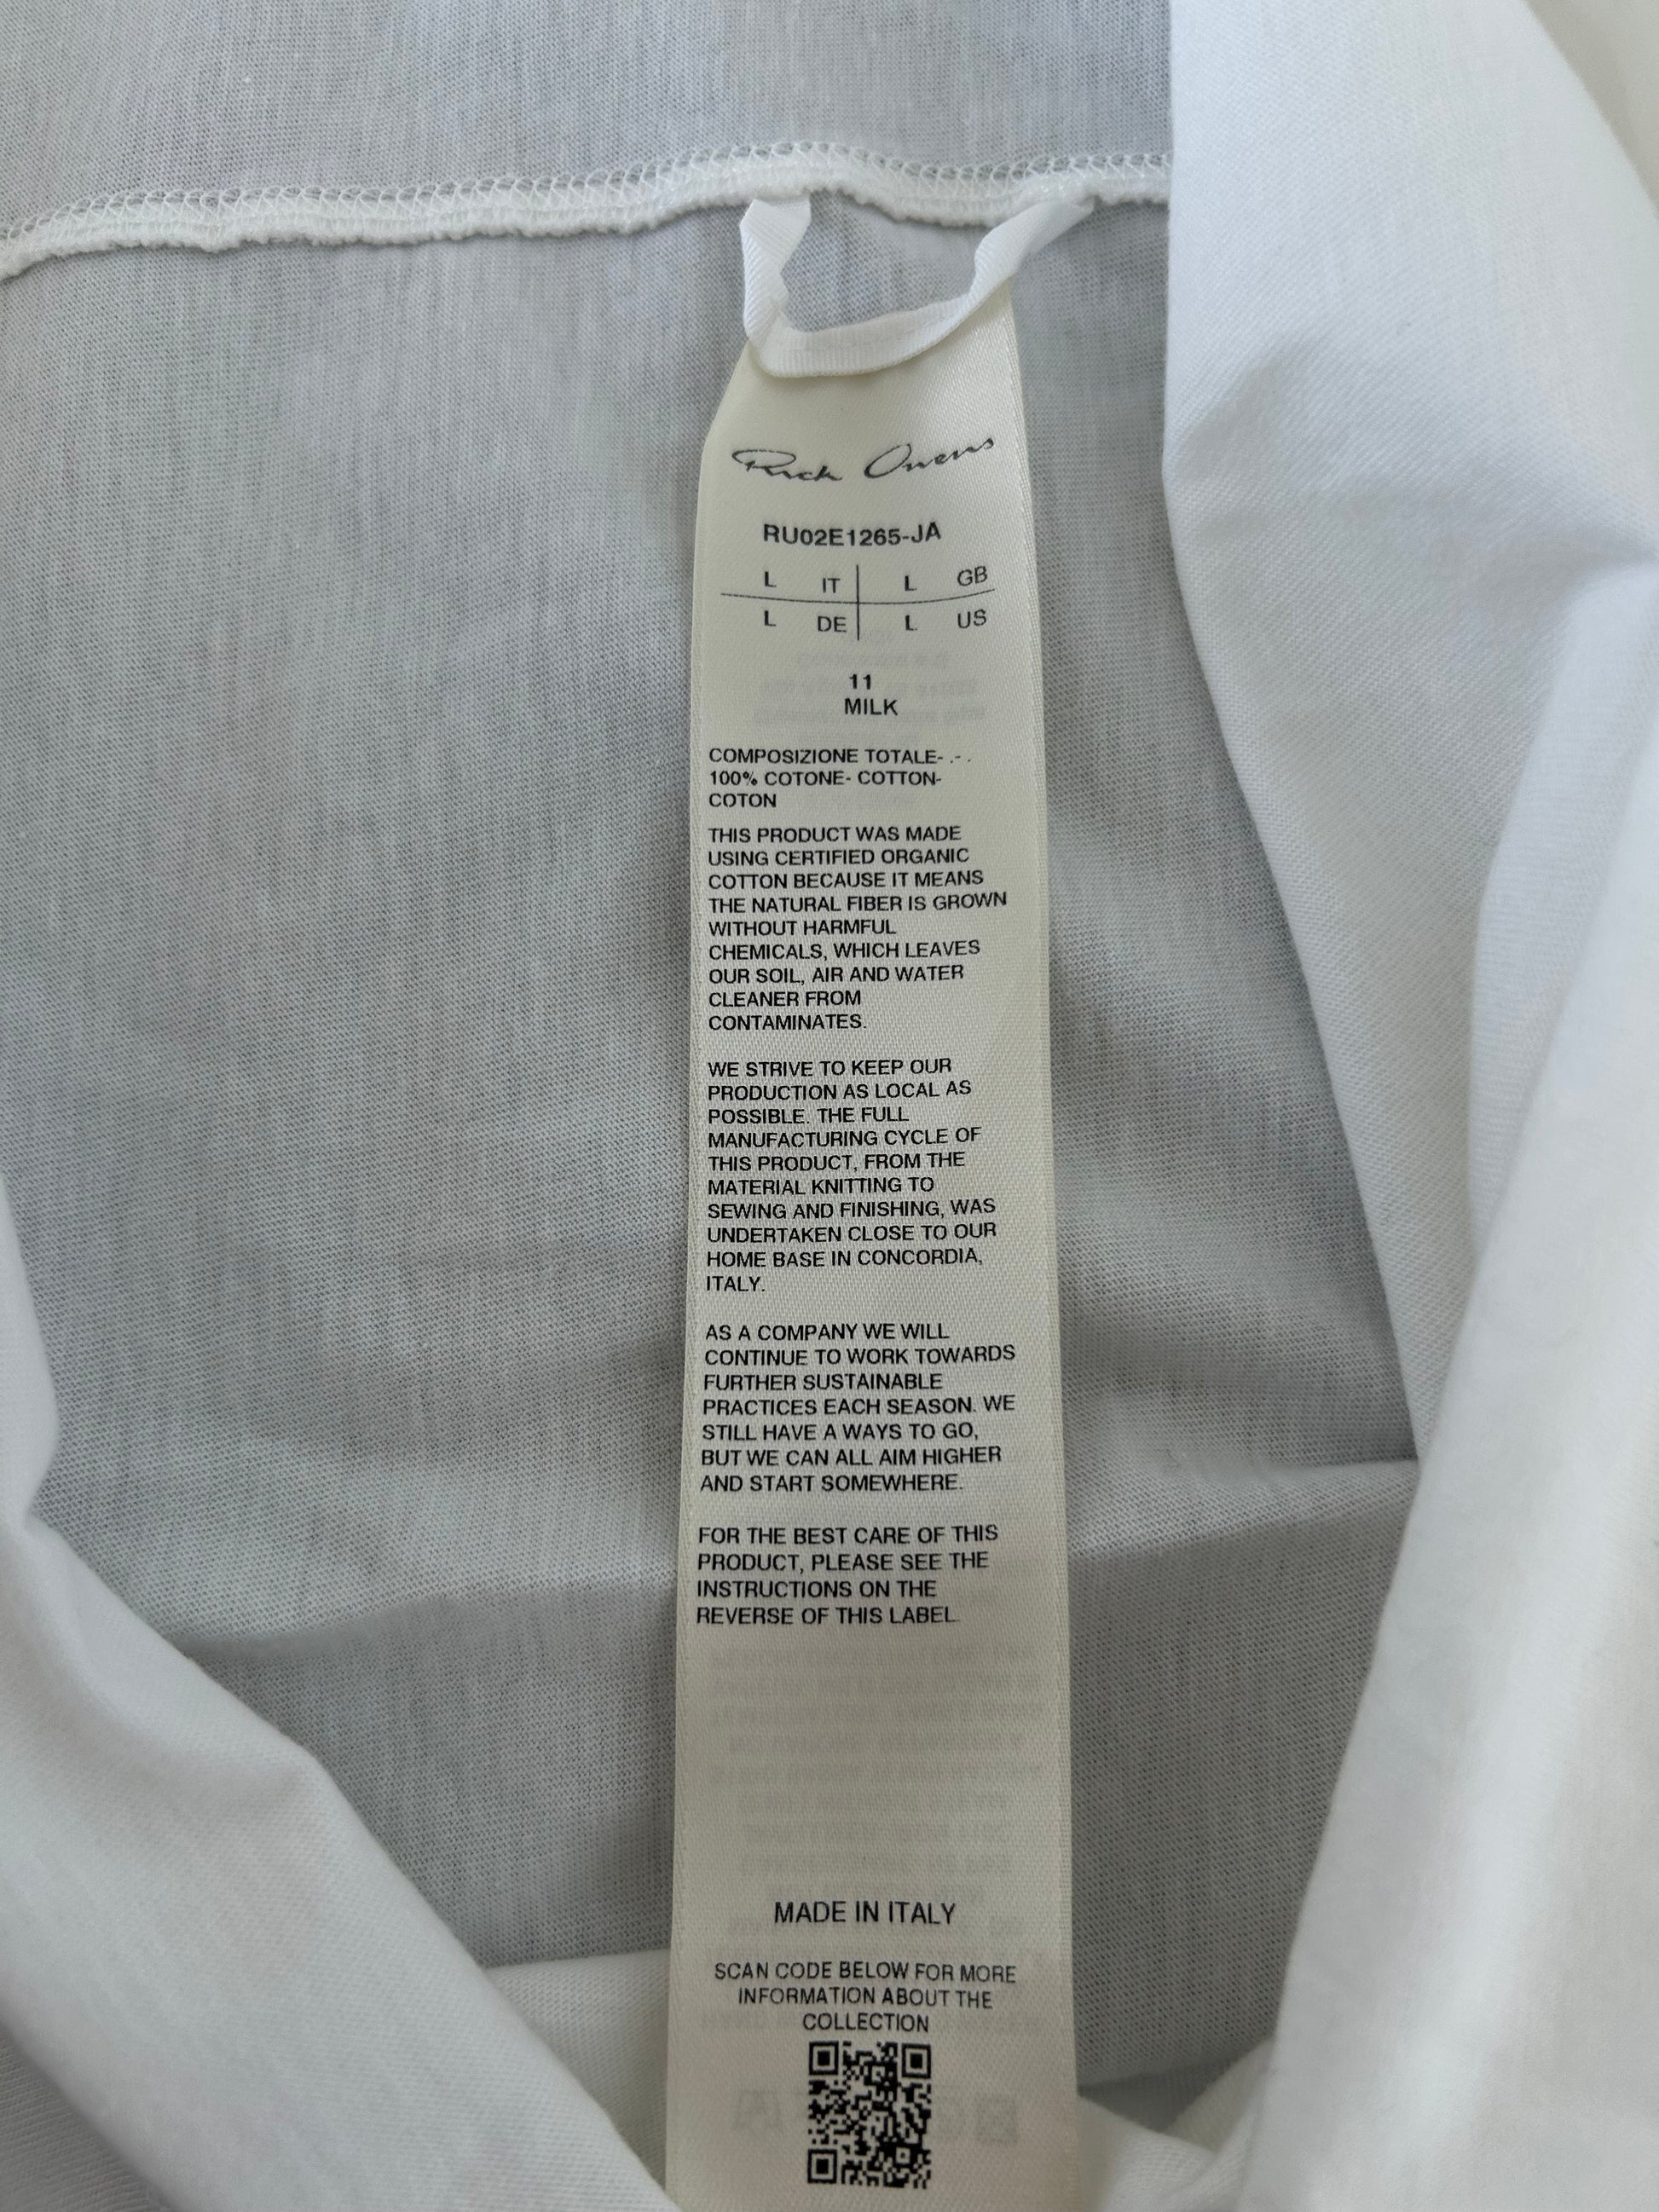 Rick Owens
RU02E1265-JA
L IT L GB
L DE L US
11
MILK
COMPOSIZIONE TOTALE- .- .
100% COTONE- COTTON-
COTON
THIS PRODUCT WAS MADE
USING CERTIFIED ORGANIC
COTTON BECAUSE IT MEANS
THE NATURAL FIBER IS GROWN
WITHOUT HARMFUL
CHEMICALS, WHICH LEAVES
OUR SOIL, AIR AND WATER
CLEANER FROM
CONTAMINATES.
WE STRIVE TO KEEP OUR
PRODUCTION AS LOCAL AS
POSSIBLE. THE FULL
MANUFACTURING CYCLE OF
THIS PRODUCT, FROM THE
MATERIAL KNITTING TO
SEWING AND FINISHING, WAS
UNDERTAKEN CLOSE TO OUR
HOME BASE IN CONCORDIA,
ITALY.
AS A COMPANY WE WILL
CONTINUE TO WORK TOWARDS
FURTHER SUSTAINABLE
PRACTICES EACH SEASON. WE
STILL HAVE A WAYS TO GO,
BUT WE CAN ALL AIM HIGHER
AND START SOMEWHERE.
FOR THE BEST CARE OF THIS
PRODUCT, PLEASE SEE THE
INSTRUCTIONS ON THE
REVERSE OF THIS LABEL.
MADE IN ITALY
SCAN CODE BELOW FOR MORE
INFORMATION ABOUT THE
COLLECTION